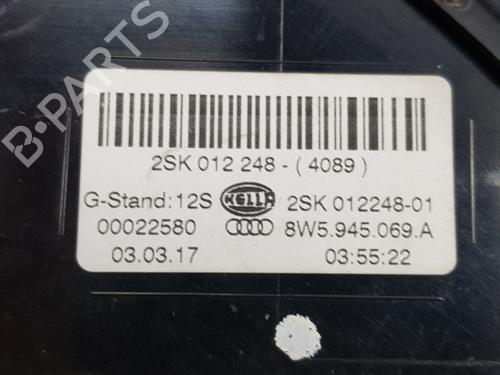 B-PARTS
2SK 012 248 - ( 4089 )
G-Stand: 12S HELLA 2SK 012248-01
00022580 8W5.945.069.A
03.03.17 03:55:22